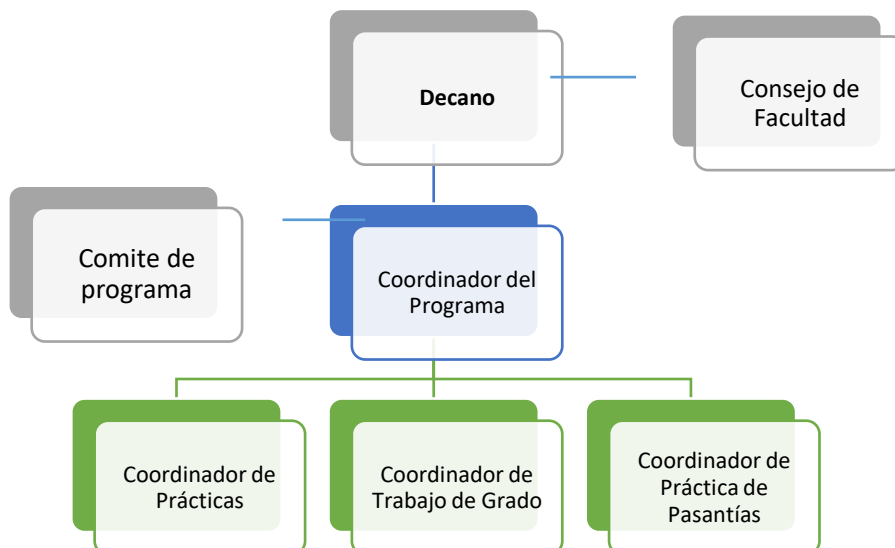 Decano
Consejo de
Facultad
Comite de
programa
Coordinador del
Programa
Coordinador de
Prácticas
Coordinador de
Trabajo de Grado
Coordinador de
Práctica de
Pasantías